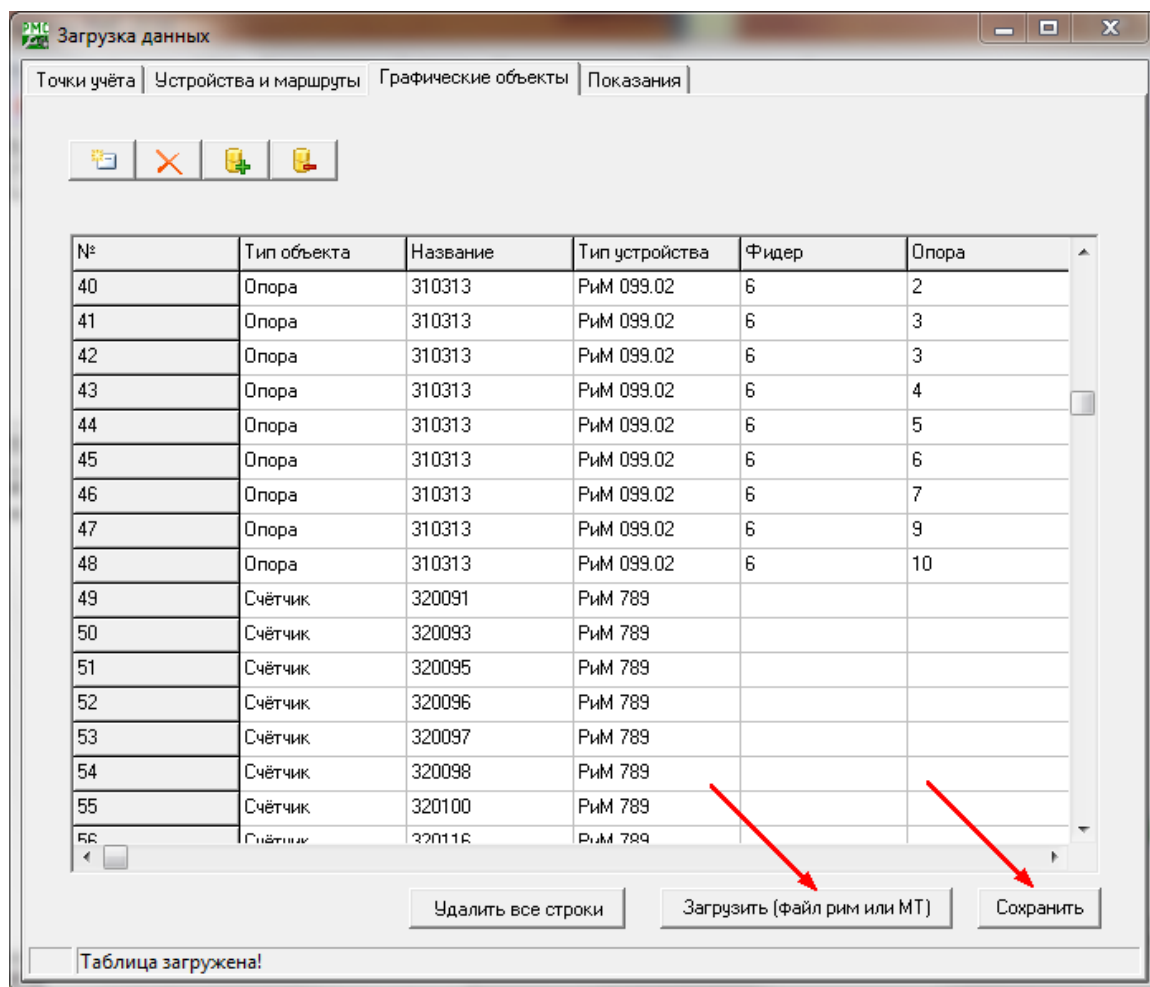 РМС
Загрузка данных
Точки учёта Устройства и маршруты Графические объекты Показания
№ Тип объекта Название Тип устройства Фидер Опора
40 Опора 310313 РиМ 099.02 6 2
41 Опора 310313 РиМ 099.02 6 3
42 Опора 310313 РиМ 099.02 6 3
43 Опора 310313 РиМ 099.02 6 4
44 Опора 310313 РиМ 099.02 6 5
45 Опора 310313 РиМ 099.02 6 6
46 Опора 310313 РиМ 099.02 6 7
47 Опора 310313 РиМ 099.02 6 9
48 Опора 310313 РиМ 099.02 6 10
49 Счётчик 320091 РиМ 789
50 Счётчик 320093 РиМ 789
51 Счётчик 320095 РиМ 789
52 Счётчик 320096 РиМ 789
53 Счётчик 320097 РиМ 789
54 Счётчик 320098 РиМ 789
55 Счётчик 320100 РиМ 789
56 Счётчик 320116 РиМ 789
Удалить все строки Загрузить (файл рим или МТ) Сохранить
Таблица загружена!